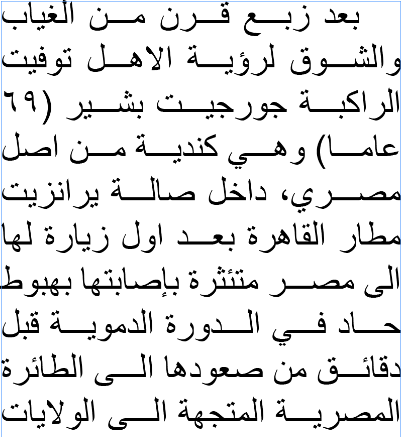 بعد زبع قرن من الغياب
والشوق لرؤية الاهل توفيت
الراكبة جورجيت بشير (٦٩
عاما) وهي كندية من اصل
مصري، داخل صالة يرانزيت
مطار القاهرة بعد اول زيارة لها
الى مصر متئثرة بإصابتها بهبوط
حاد في الدورة الدموية قبل
دقائق من صعودها الى الطائرة
المصرية المتجهة الى الولايات